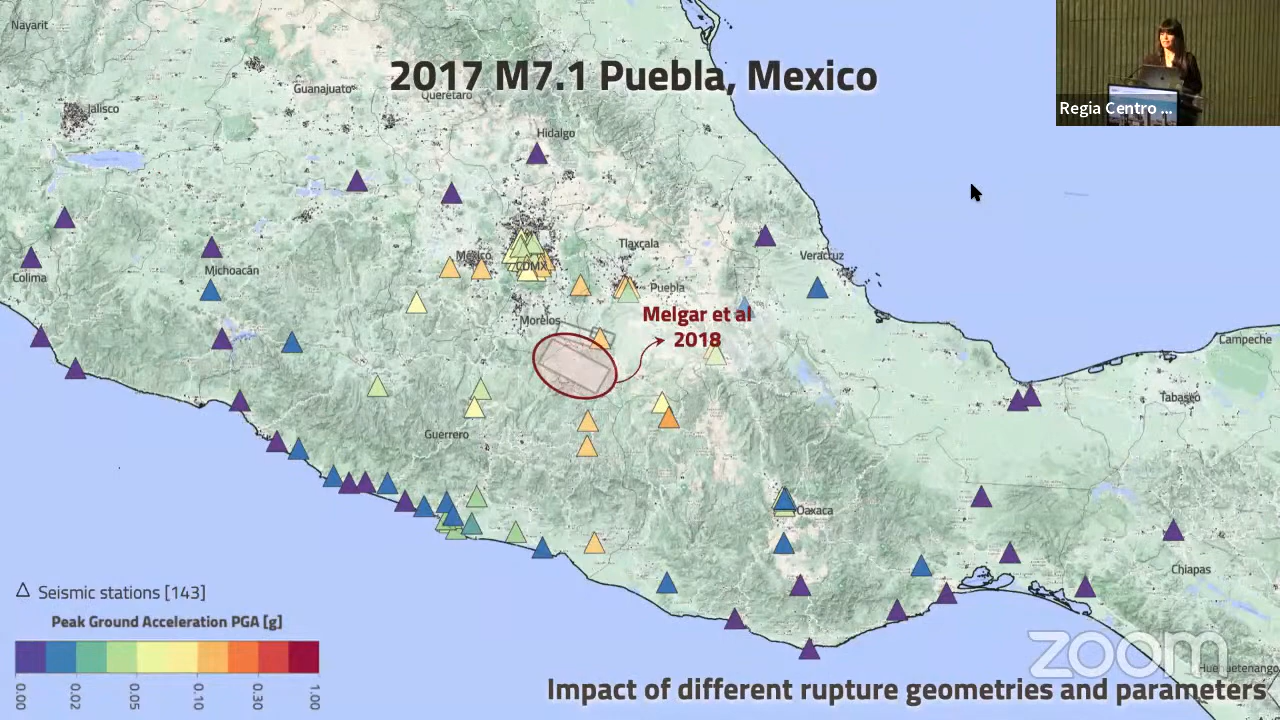 Nayarit
2017 M7.1 Puebla, Mexico
Guanajuato
Querétaro
Jalisco
Regia Centro ...
Hidalgo
Tlaxcala
México
CDMX
Michoacán
Veracruz
Colima
Puebla
Morelos
Melgar et al
2018
Campeche
Tabasco
Guerrero
Oaxaca
Chiapas
Seismic stations [143]
Peak Ground Acceleration PGA [g]
0.00
0.02
0.05
0.10
0.30
1.00
zoom
Huehuetenango
Impact of different rupture geometries and parameters